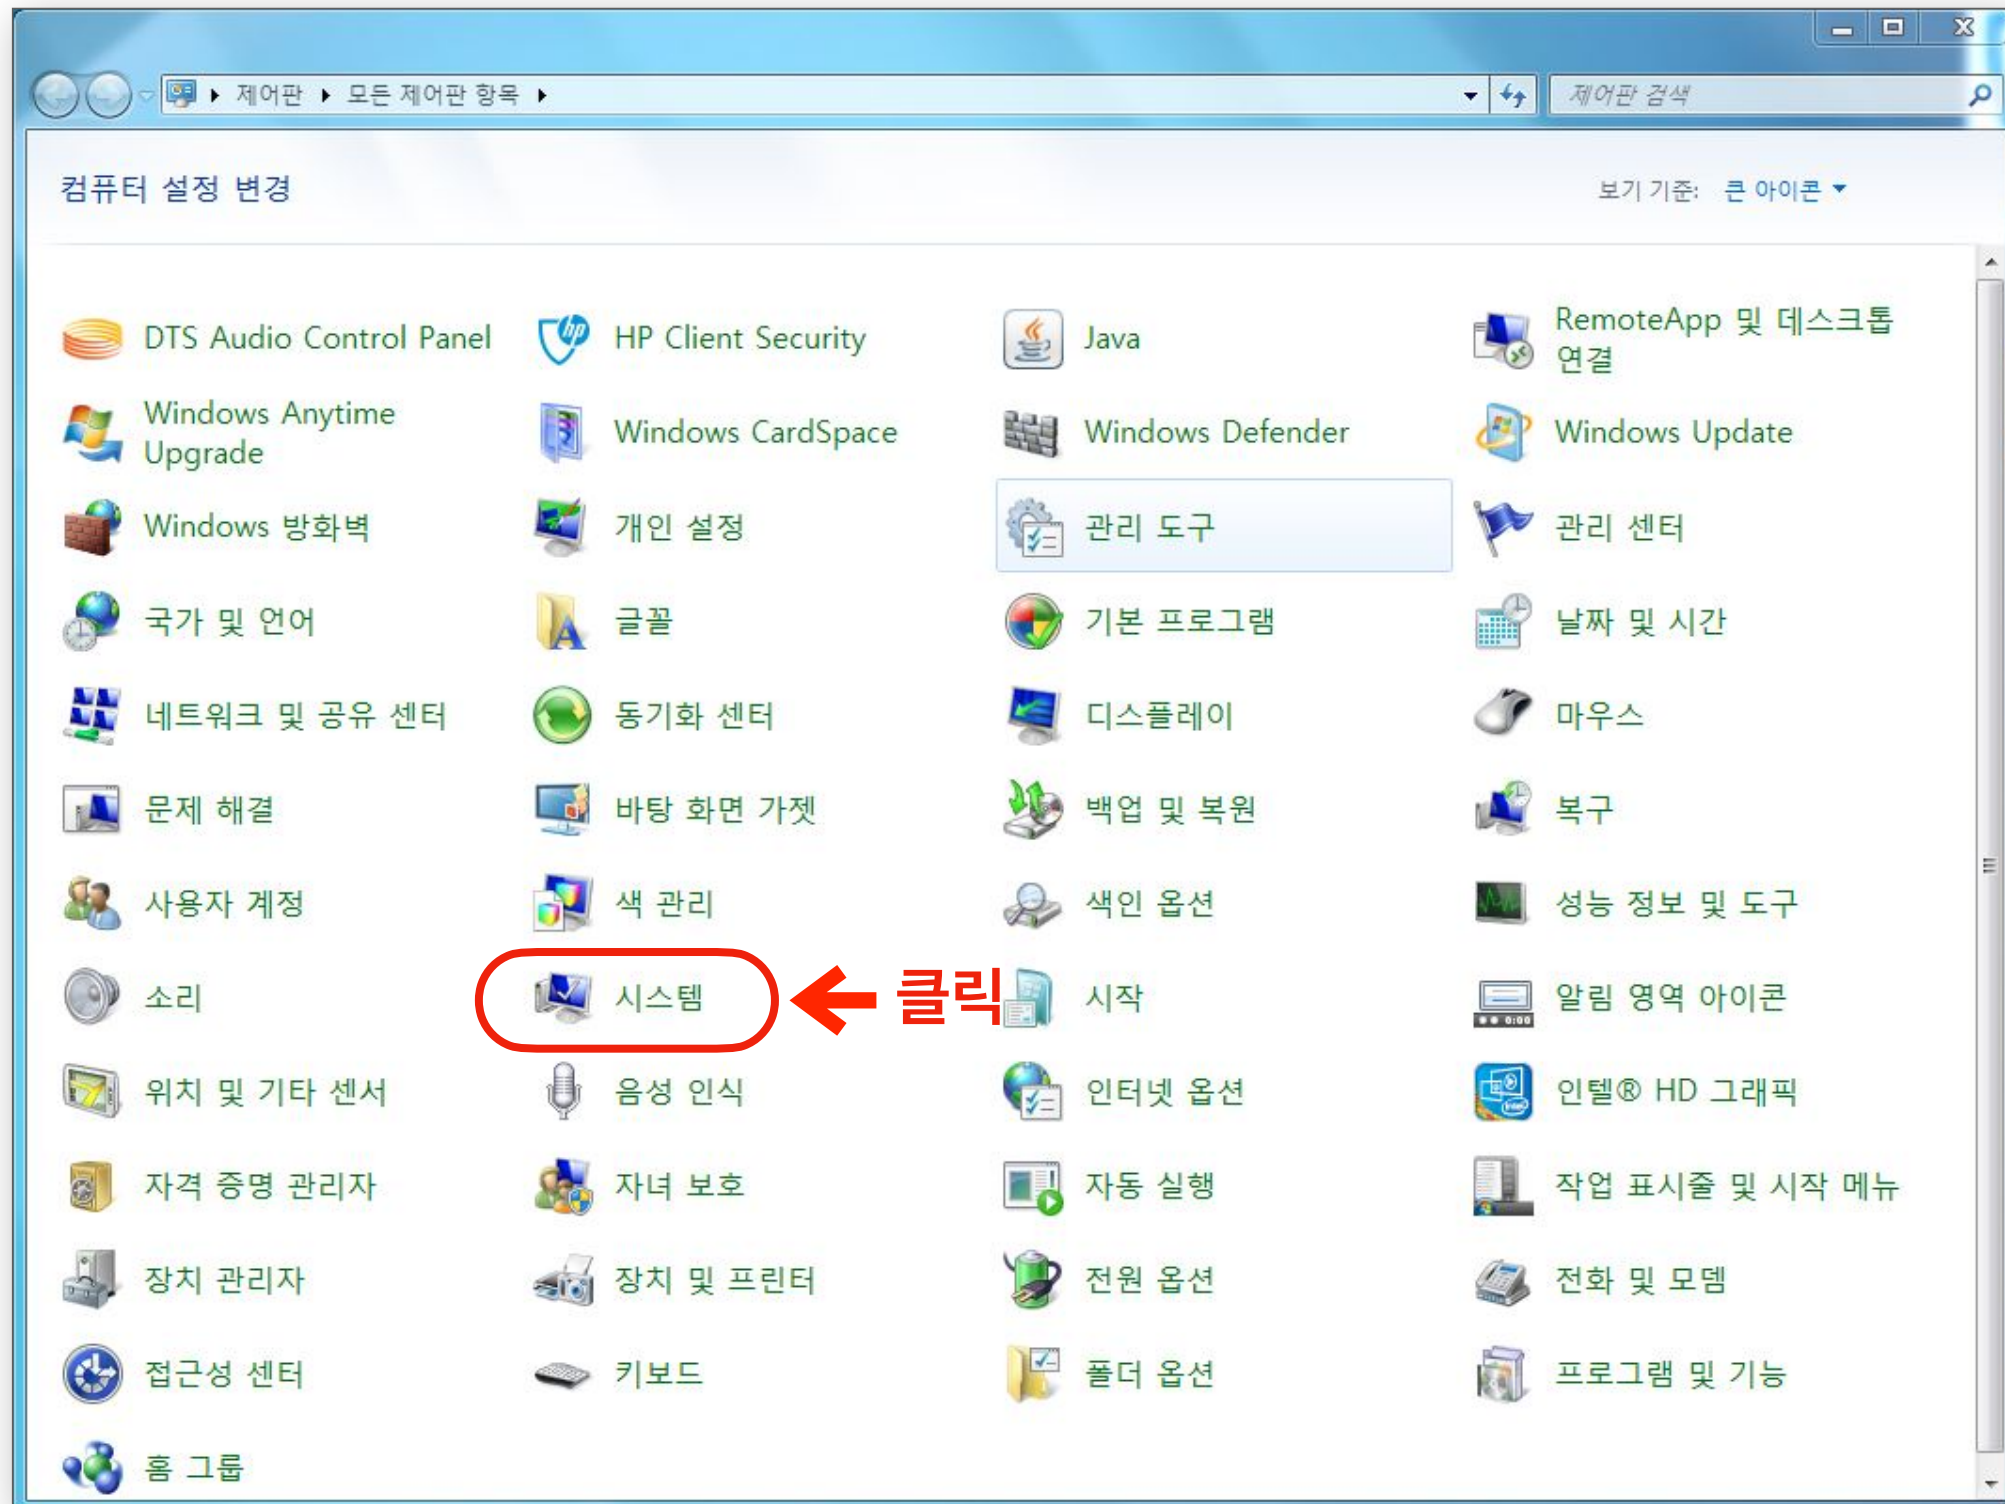 제어판 ▸ 모든 제어판 항목 ▸
제어판 검색
컴퓨터 설정 변경
보기 기준: 큰 아이콘
DTS Audio Control Panel
HP Client Security
Java
RemoteApp 및 데스크톱
연결
Windows Anytime
Upgrade
Windows CardSpace
Windows Defender
Windows Update
Windows 방화벽
개인 설정
관리 도구
관리 센터
국가 및 언어
글꼴
기본 프로그램
날짜 및 시간
네트워크 및 공유 센터
동기화 센터
디스플레이
마우스
문제 해결
바탕 화면 가젯
백업 및 복원
복구
사용자 계정
색 관리
색인 옵션
성능 정보 및 도구
소리
시스템
클릭
시작
알림 영역 아이콘
위치 및 기타 센서
음성 인식
인터넷 옵션
인텔® HD 그래픽
자격 증명 관리자
자녀 보호
자동 실행
작업 표시줄 및 시작 메뉴
장치 관리자
장치 및 프린터
전원 옵션
전화 및 모뎀
접근성 센터
키보드
폴더 옵션
프로그램 및 기능
홈 그룹